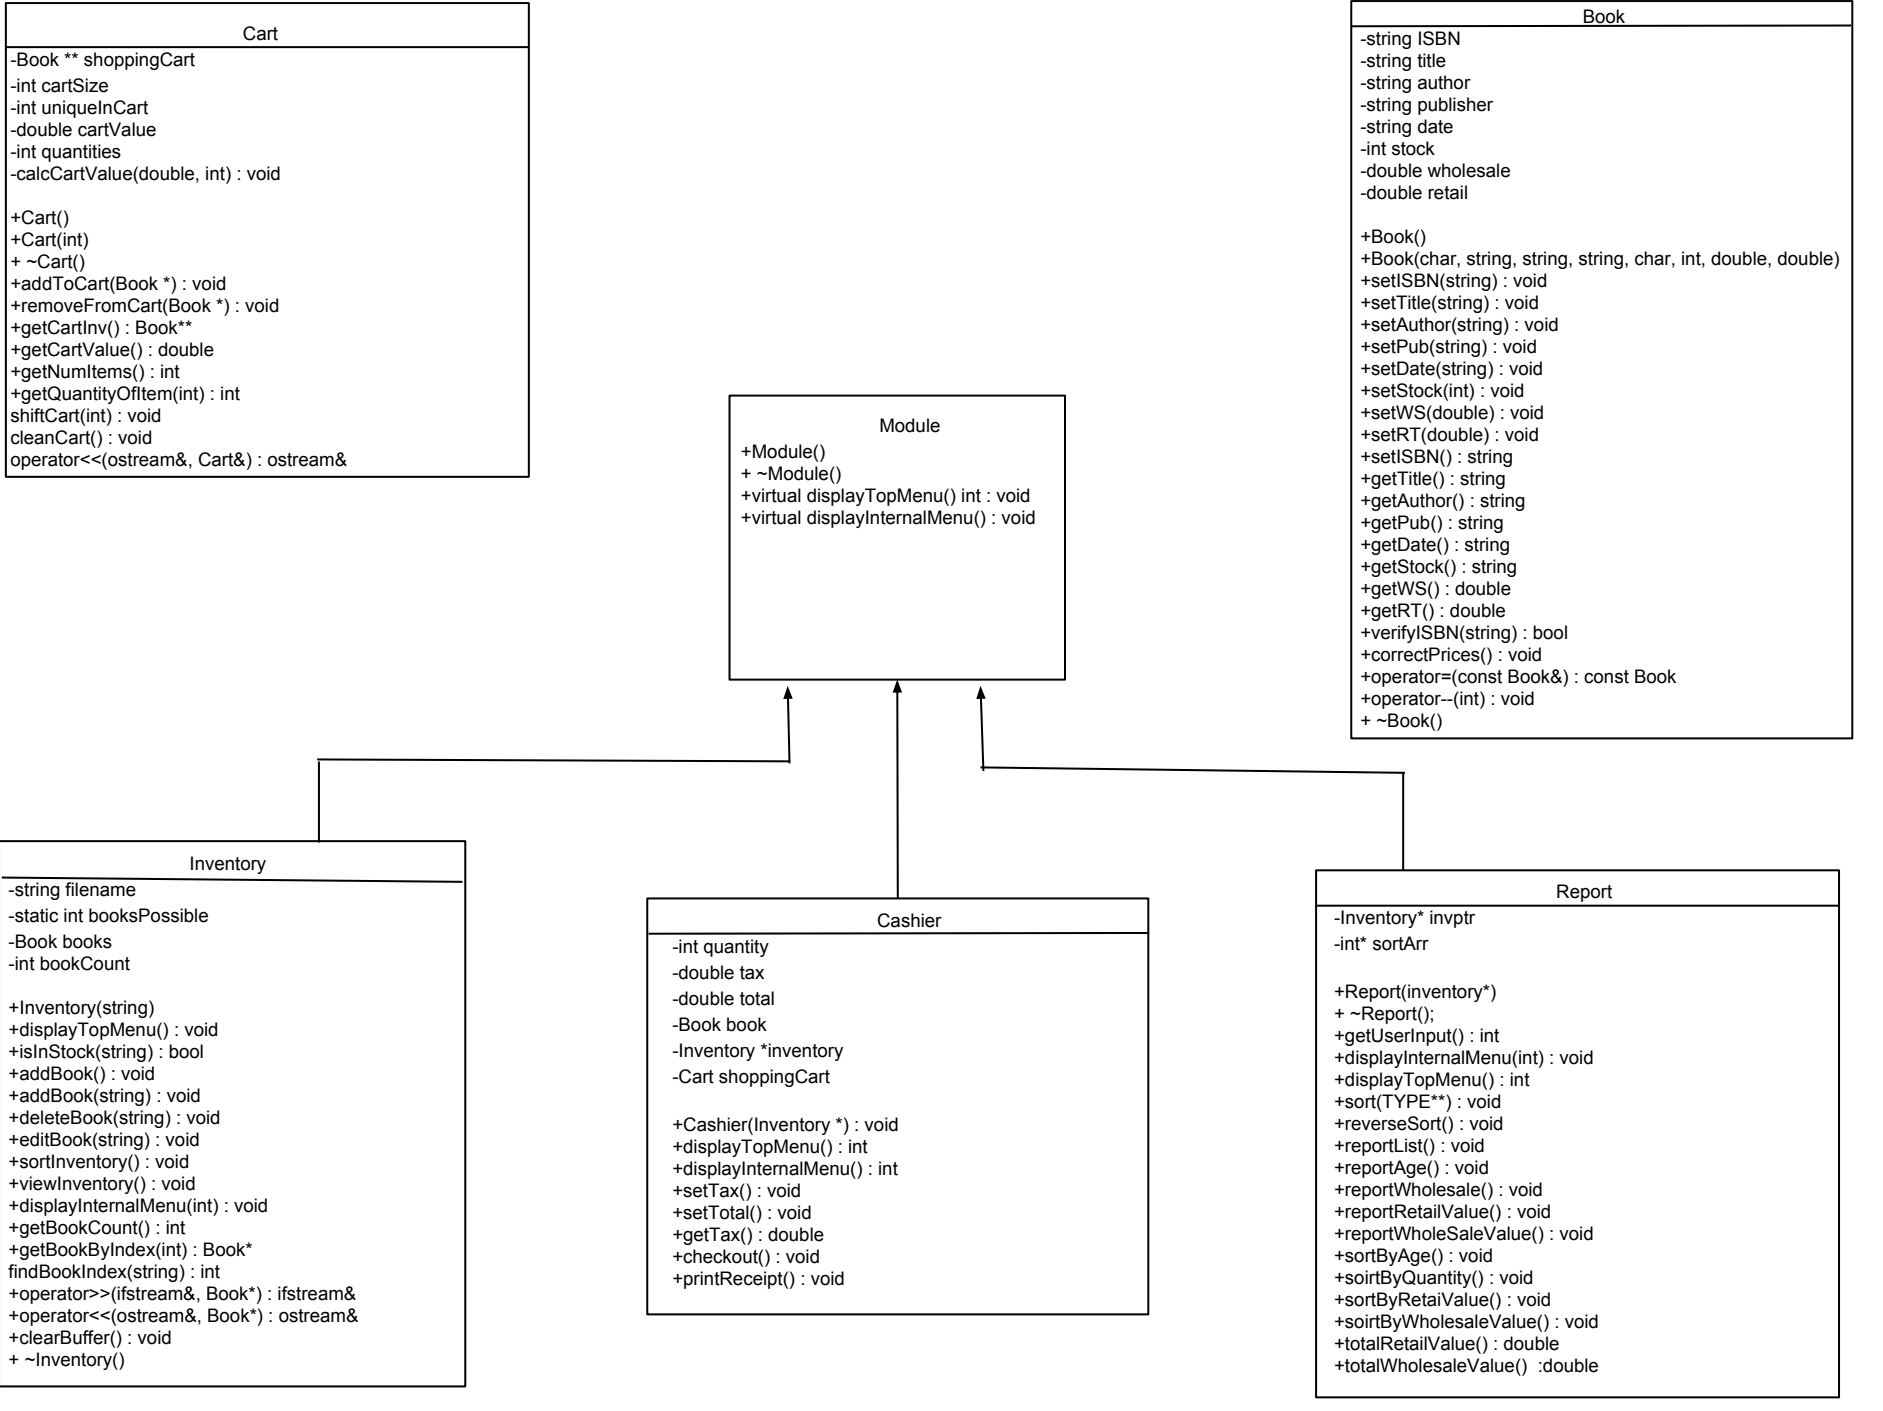 Cart
-Book ** shoppingCart
-int cartSize
-int uniqueInCart
-double cartValue
-int quantities
-calcCartValue(double, int) : void
+Cart()
+Cart(int)
+ ~Cart()
+addToCart(Book *) : void
+removeFromCart(Book *) : void
+getCartInv() : Book**
+getCartValue() : double
+getNumItems() : int
+getQuantityOfItem(int) : int
shiftCart(int) : void
cleanCart() : void
operator<<(ostream&, Cart&) : ostream&
Book
-string ISBN
-string title
-string author
-string publisher
-string date
-int stock
-double wholesale
-double retail
+Book()
+Book(char, string, string, string, char, int, double, double)
+setISBN(string) : void
+setTitle(string) : void
+setAuthor(string) : void
+setPub(string) : void
+setDate(string) : void
+setStock(int) : void
+setWS(double) : void
+setRT(double) : void
+setISBN() : string
+getTitle() : string
+getAuthor() : string
+getPub() : string
+getDate() : string
+getStock() : string
+getWS() : double
+getRT() : double
+verifyISBN(string) : bool
+correctPrices() : void
+operator=(const Book&) : const Book
+operator--(int) : void
+ ~Book()
Module
+Module()
+ ~Module()
+virtual displayTopMenu() int : void
+virtual displayInternalMenu() : void
Inventory
-string filename
-static int booksPossible
-Book books
-int bookCount
+Inventory(string)
+displayTopMenu() : void
+isInStock(string) : bool
+addBook() : void
+addBook(string) : void
+deleteBook(string) : void
+editBook(string) : void
+sortInventory() : void
+viewInventory() : void
+displayInternalMenu(int) : void
+getBookCount() : int
+getBookByIndex(int) : Book*
findBookIndex(string) : int
+operator>>(ifstream&, Book*) : ifstream&
+operator<<(ostream&, Book*) : ostream&
+clearBuffer() : void
+ ~Inventory()
Cashier
-int quantity
-double tax
-double total
-Book book
-Inventory *inventory
-Cart shoppingCart
+Cashier(Inventory *) : void
+displayTopMenu() : int
+displayInternalMenu() : int
+setTax() : void
+setTotal() : void
+getTax() : double
+checkout() : void
+printReceipt() : void
Report
-Inventory* invptr
-int* sortArr
+Report(inventory*)
+ ~Report();
+getUserInput() : int
+displayInternalMenu(int) : void
+displayTopMenu() : int
+sort(TYPE**) : void
+reverseSort() : void
+reportList() : void
+reportAge() : void
+reportWholesale() : void
+reportRetailValue() : void
+reportWholeSaleValue() : void
+sortByAge() : void
+soirtByQuantity() : void
+sortByRetaiValue() : void
+soirtByWholesaleValue() : void
+totalRetailValue() : double
+totalWholesaleValue()  :double